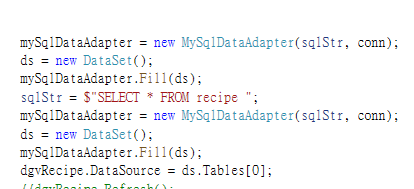 mySqlDataAdapter = new MySqlDataAdapter(sqlStr, conn);
ds = new DataSet();
mySqlDataAdapter.Fill(ds);
sqlStr = $"SELECT * FROM recipe ";
mySqlDataAdapter = new MySqlDataAdapter(sqlStr, conn);
ds = new DataSet();
mySqlDataAdapter.Fill(ds);
dgvRecipe.DataSource = ds.Tables[0];
//dgvRecipe.Refresh();